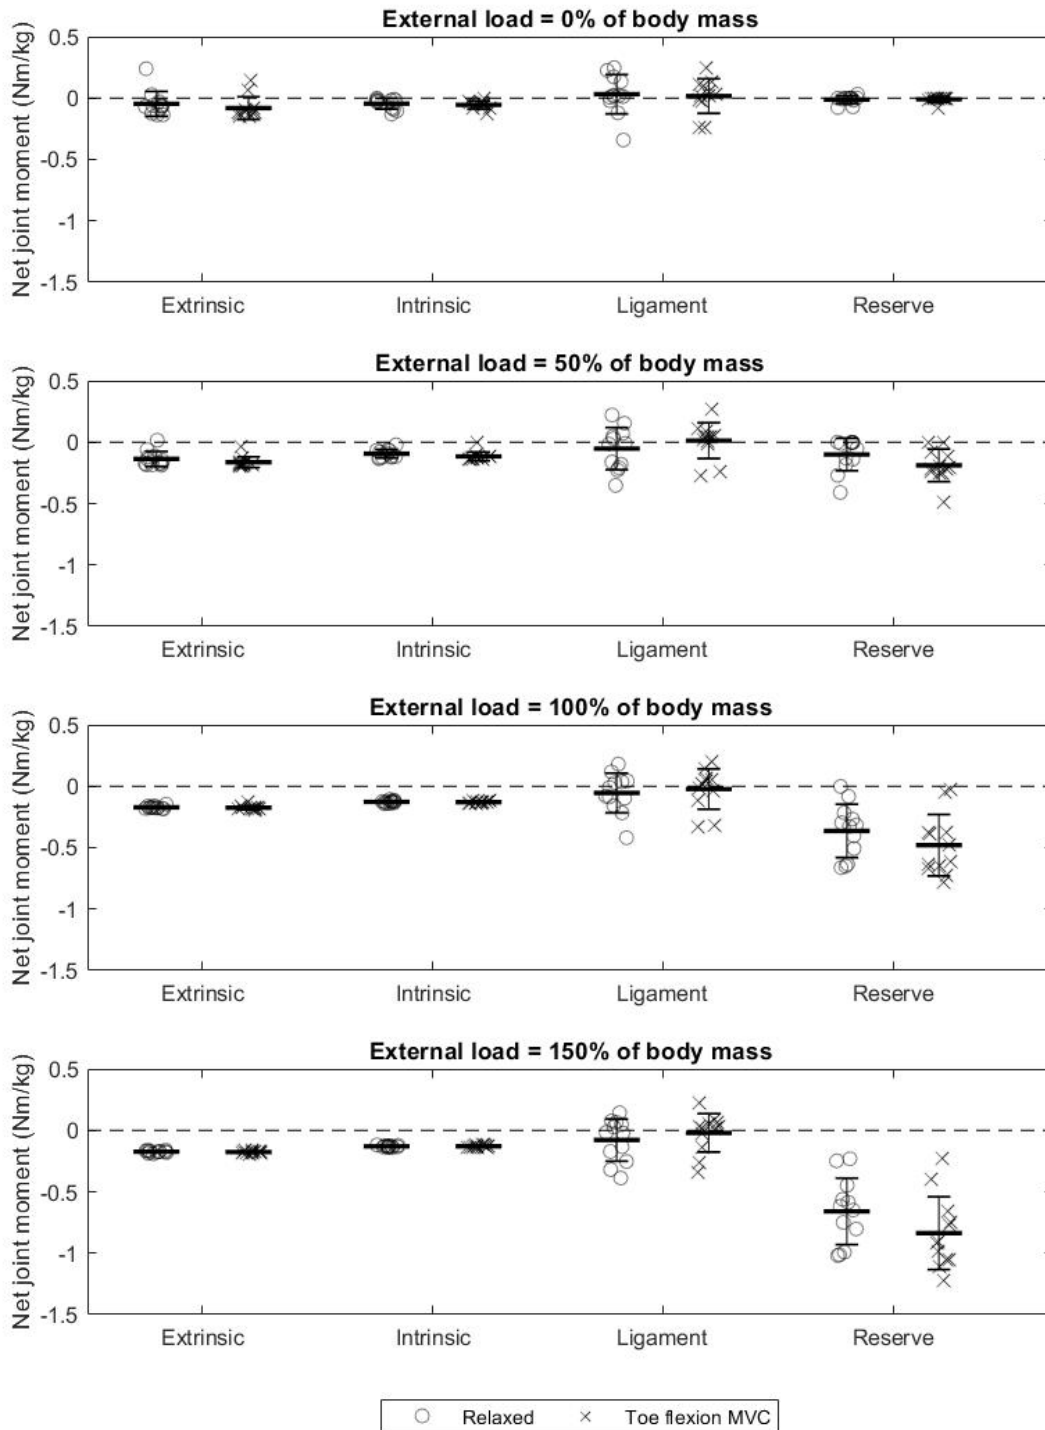 External load = 0% of body mass
Net joint moment (Nm/kg)
0.5
0
-0.5
-1
-1.5
Extrinsic Intrinsic Ligament Reserve
External load = 50% of body mass
Net joint moment (Nm/kg)
0.5
0
-0.5
-1
-1.5
Extrinsic Intrinsic Ligament Reserve
External load = 100% of body mass
Net joint moment (Nm/kg)
0.5
0
-0.5
-1
-1.5
Extrinsic Intrinsic Ligament Reserve
External load = 150% of body mass
Net joint moment (Nm/kg)
0.5
0
-0.5
-1
-1.5
Extrinsic Intrinsic Ligament Reserve
Relaxed Toe flexion MVC